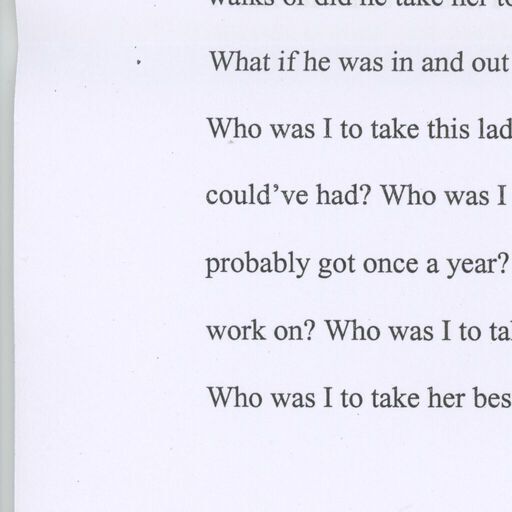 walks or did he take her to
What if he was in and out
Who was I to take this lad
could've had? Who was I
probably got once a year?
work on? Who was I to ta
Who was I to take her bes